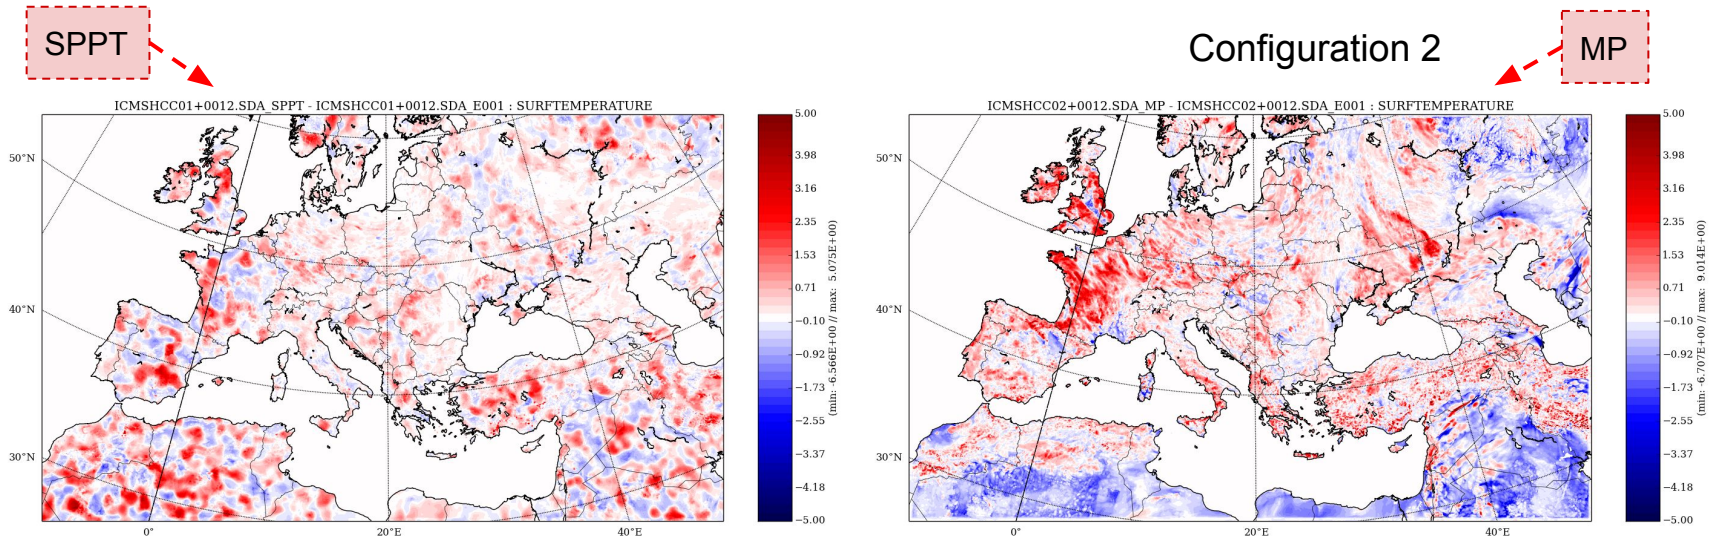 SPPT
Configuration 2
MP
ICMSHCC01+0012.SDA_SPPT - ICMSHCC01+0012.SDA_E001 : SURFTEMPERATURE
50°N
40°N
30°N
0°
20°E
40°E
5.00
3.98
3.16
2.35
1.53
0.71
−0.10
−0.92
−1.73
−2.55
−3.37
−4.18
−5.00
(min: -6.566E+00 // max: 5.075E+00)
ICMSHCC02+0012.SDA_MP - ICMSHCC02+0012.SDA_E001 : SURFTEMPERATURE
50°N
40°N
30°N
0°
20°E
40°E
5.00
3.98
3.16
2.35
1.53
0.71
−0.10
−0.92
−1.73
−2.55
−3.37
−4.18
−5.00
(min: -6.707E+00 // max: 9.014E+00)